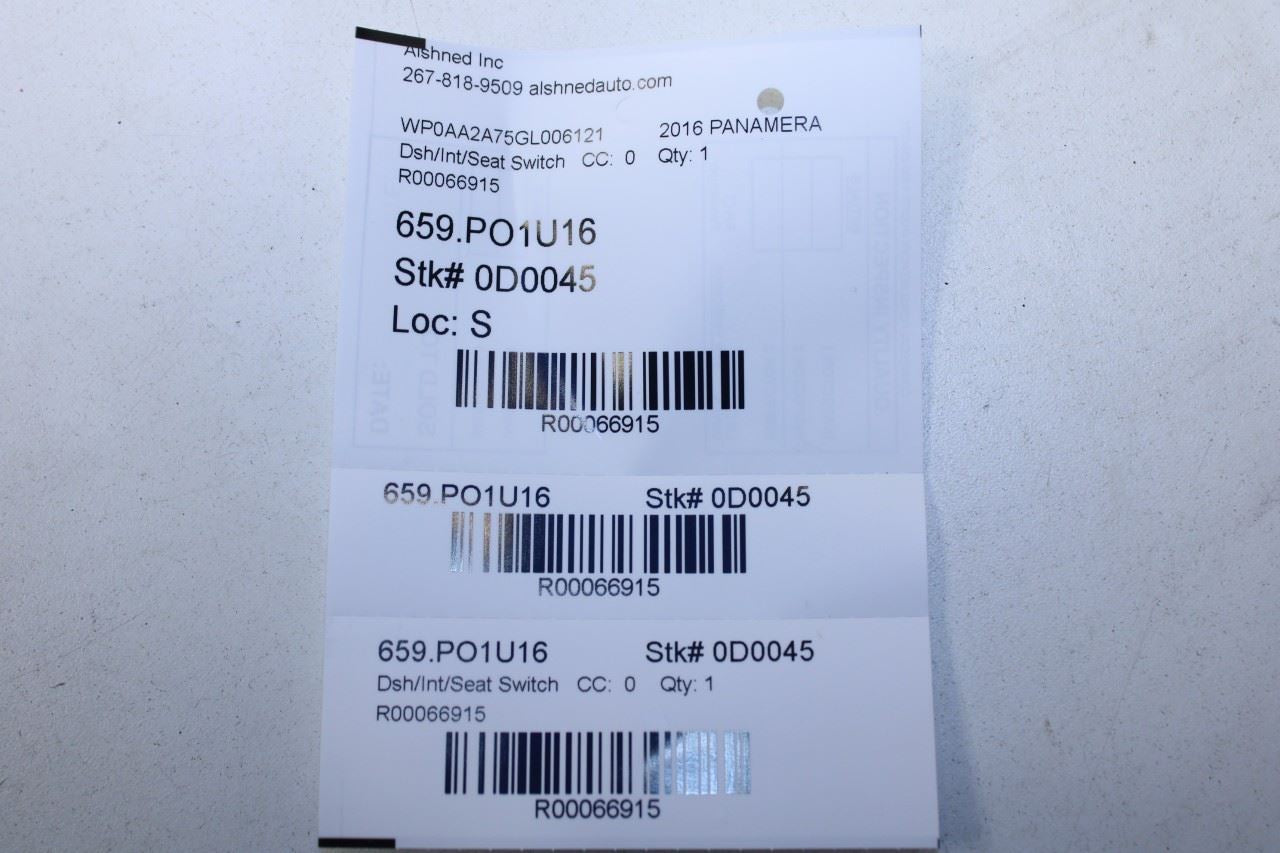 Alshned Inc
267-818-9509 alshnedauto.com
WP0AA2A75GL006121 2016 PANAMERA
Dsh/Int/Seat Switch CC: 0 Qty: 1
R00066915
659.PO1U16
Stk# 0D0045
Loc: S
R00066915
659.PO1U16 Stk# 0D0045
R00066915
659.PO1U16 Stk# 0D0045
Dsh/Int/Seat Switch CC: 0 Qty: 1
R00066915
R00066915